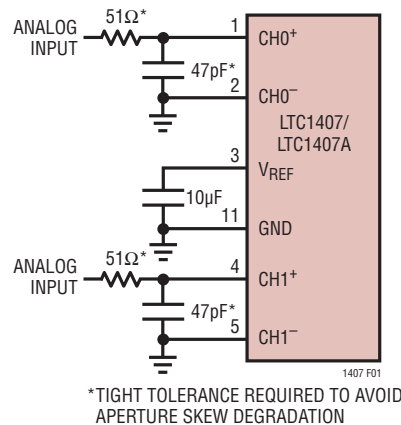 ANALOG
INPUT
51Ω*
47pF*
1
CH0⁺
2
CH0⁻
LTC1407/
LTC1407A
3
VREF
10µF
11
GND
ANALOG
INPUT
51Ω*
47pF*
4
CH1⁺
5
CH1⁻
1407 F01
*TIGHT TOLERANCE REQUIRED TO AVOID
APERTURE SKEW DEGRADATION